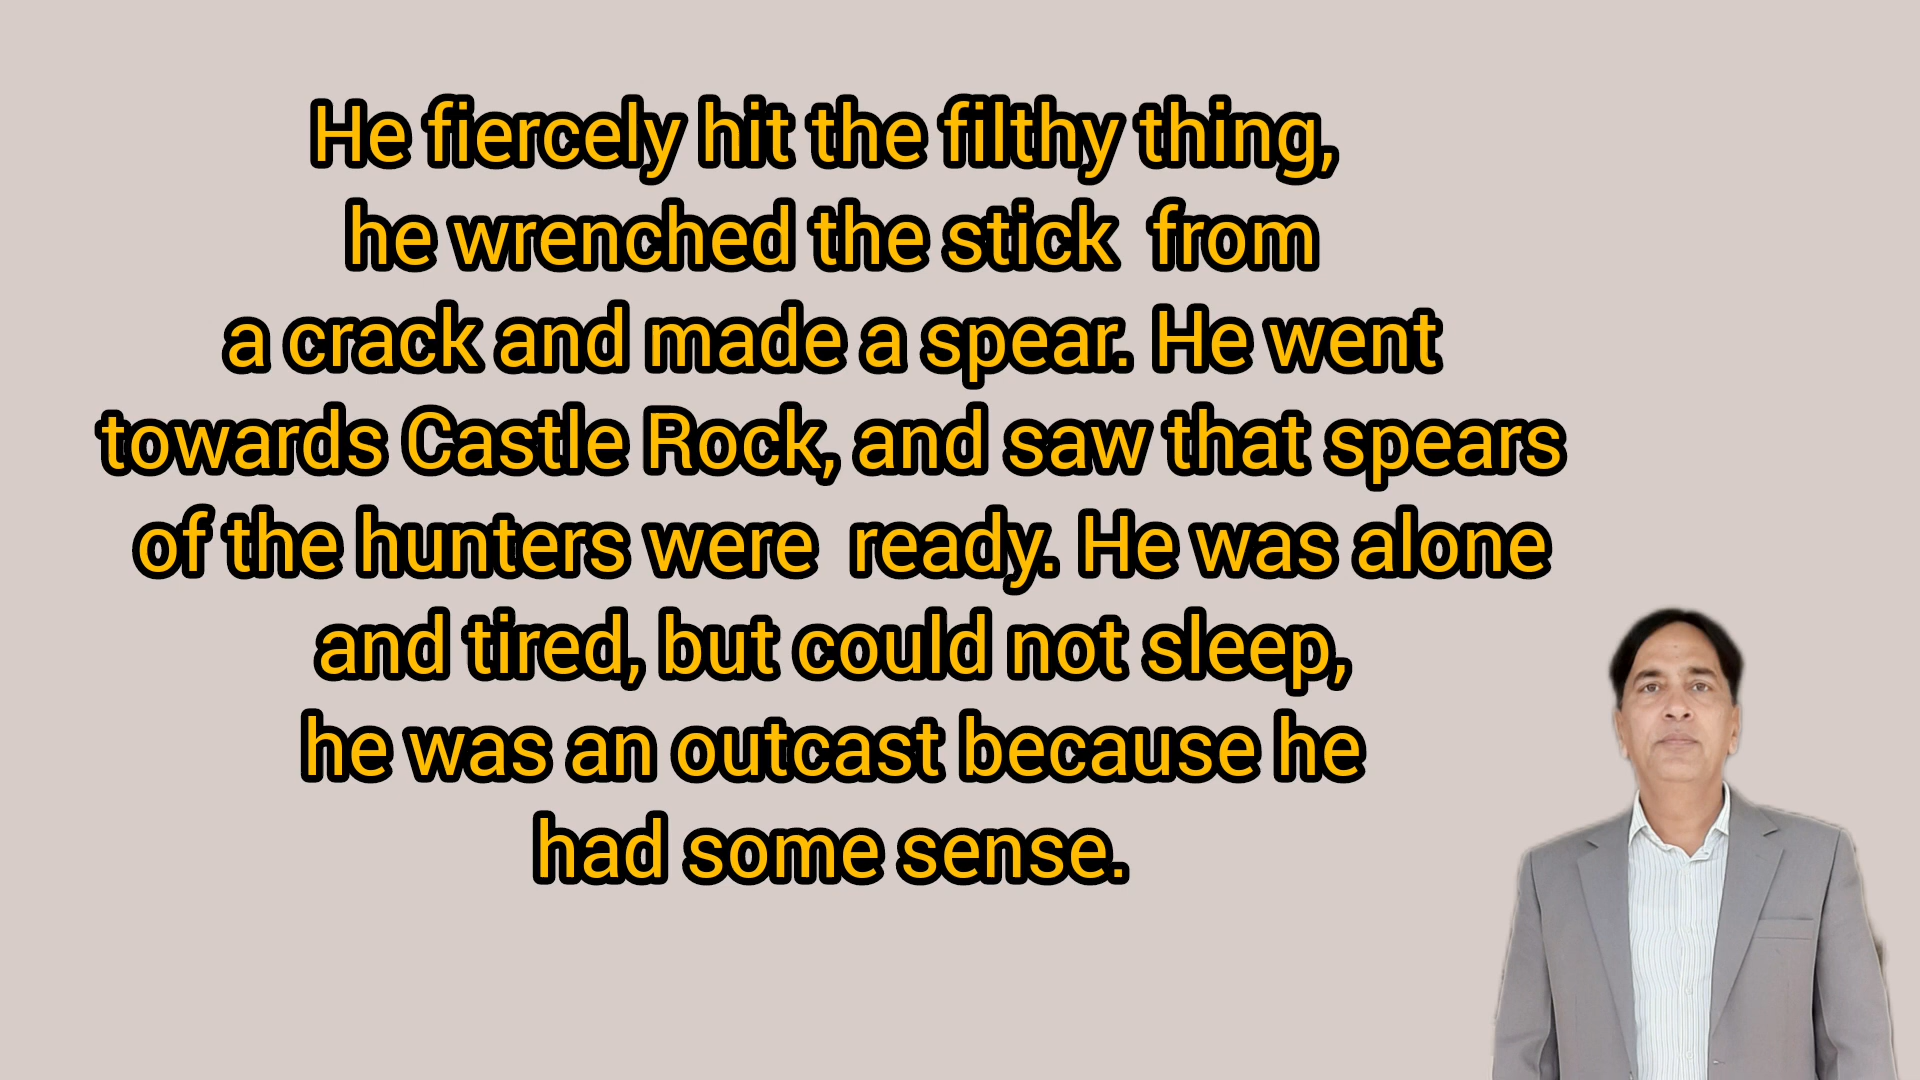 He fiercely hit the filthy thing,
he wrenched the stick  from
a crack and made a spear. He went
towards Castle Rock, and saw that spears
of the hunters were  ready. He was alone
and tired, but could not sleep,
he was an outcast because he
had some sense.